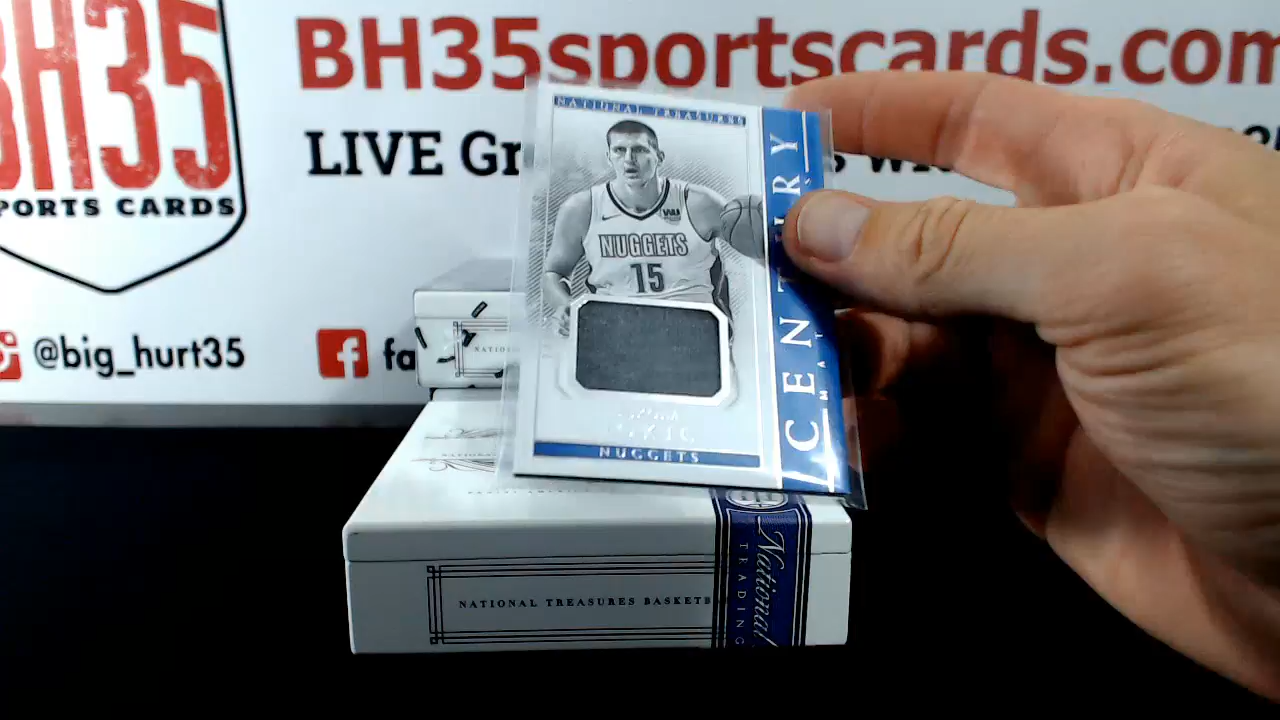 BH35
SPORTS CARDS
BH35sportscards.com
LIVE Gr
@big_hurt35
fa
NATIONAL TREASURES
CENTURY
NUGGETS
15
NUGGETS
NATIONAL TREASURES BASKETB
National
TRADING